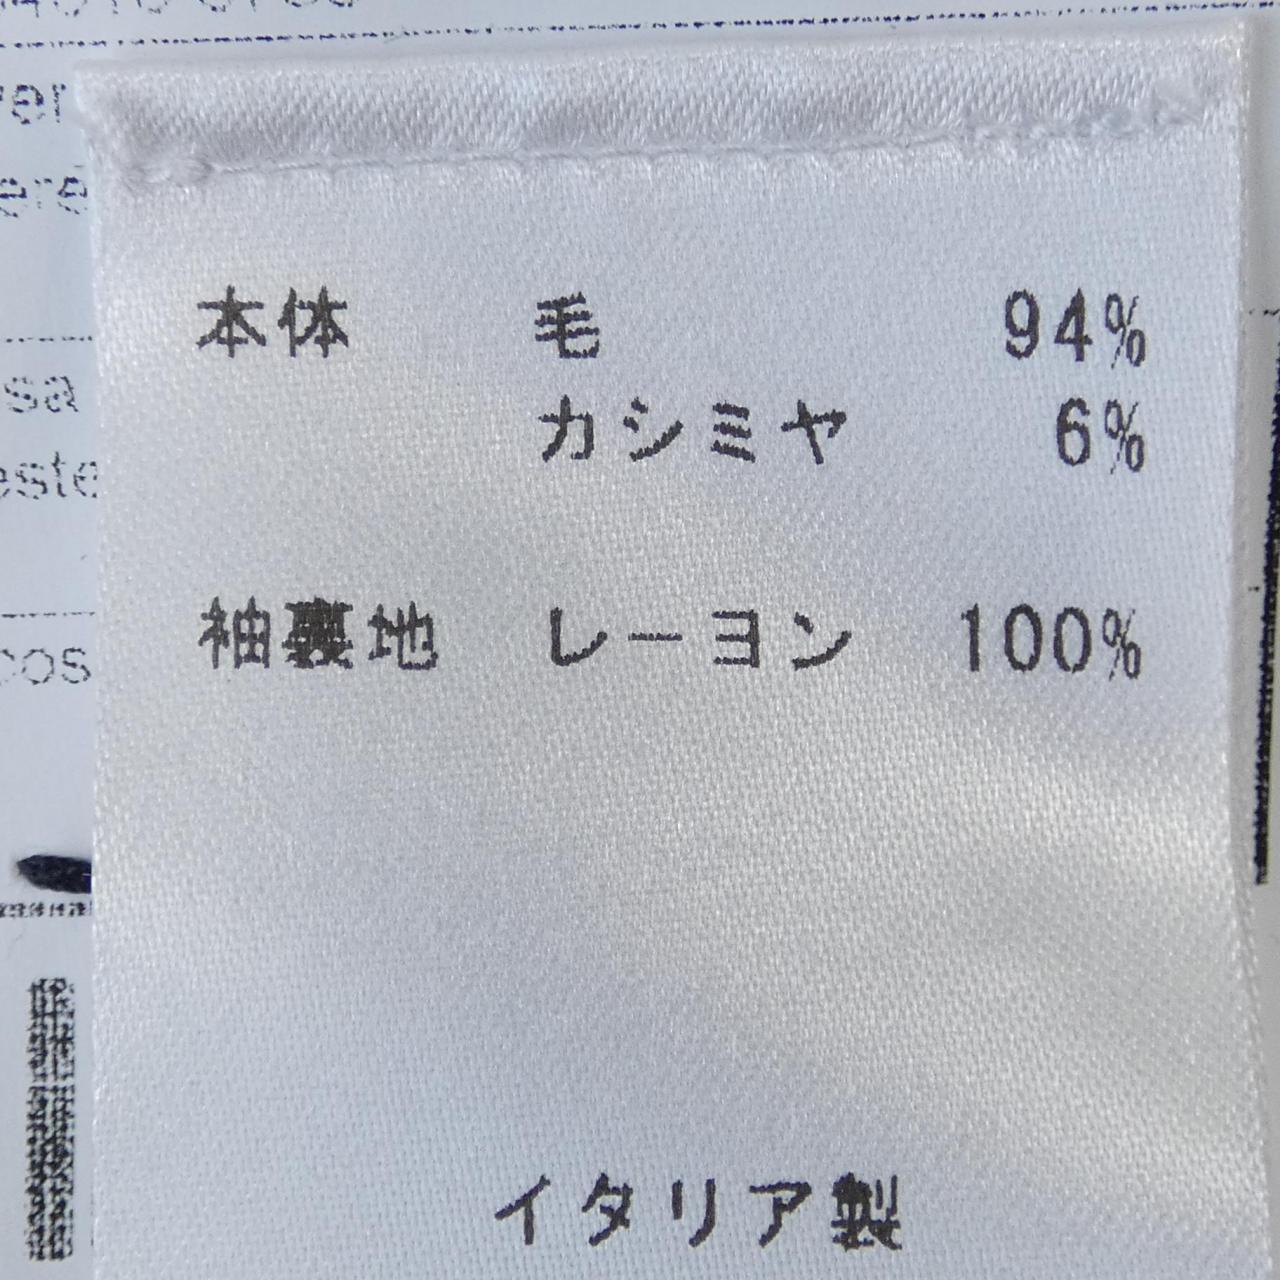 本体 毛 94%
カシミヤ 6%
袖裏地 レーヨン 100%
イタリア製